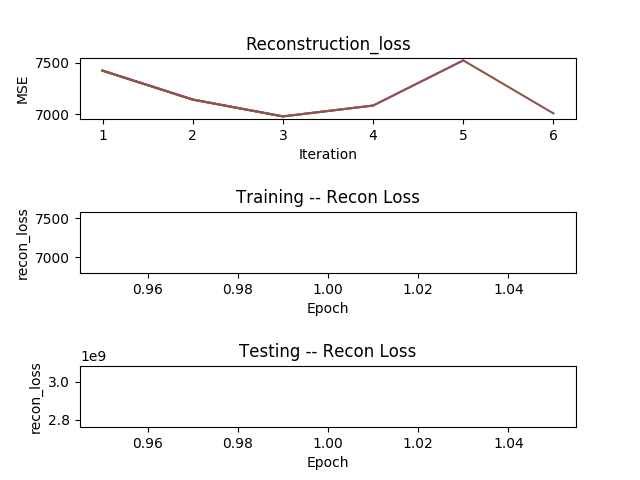 Reconstruction_loss
7500
7000
MSE
1 2 3 4 5 6
Iteration
Training -- Recon Loss
7500
7000
recon_loss
0.96 0.98 1.00 1.02 1.04
Epoch
Testing -- Recon Loss
1e9
3.0
2.8
recon_loss
0.96 0.98 1.00 1.02 1.04
Epoch